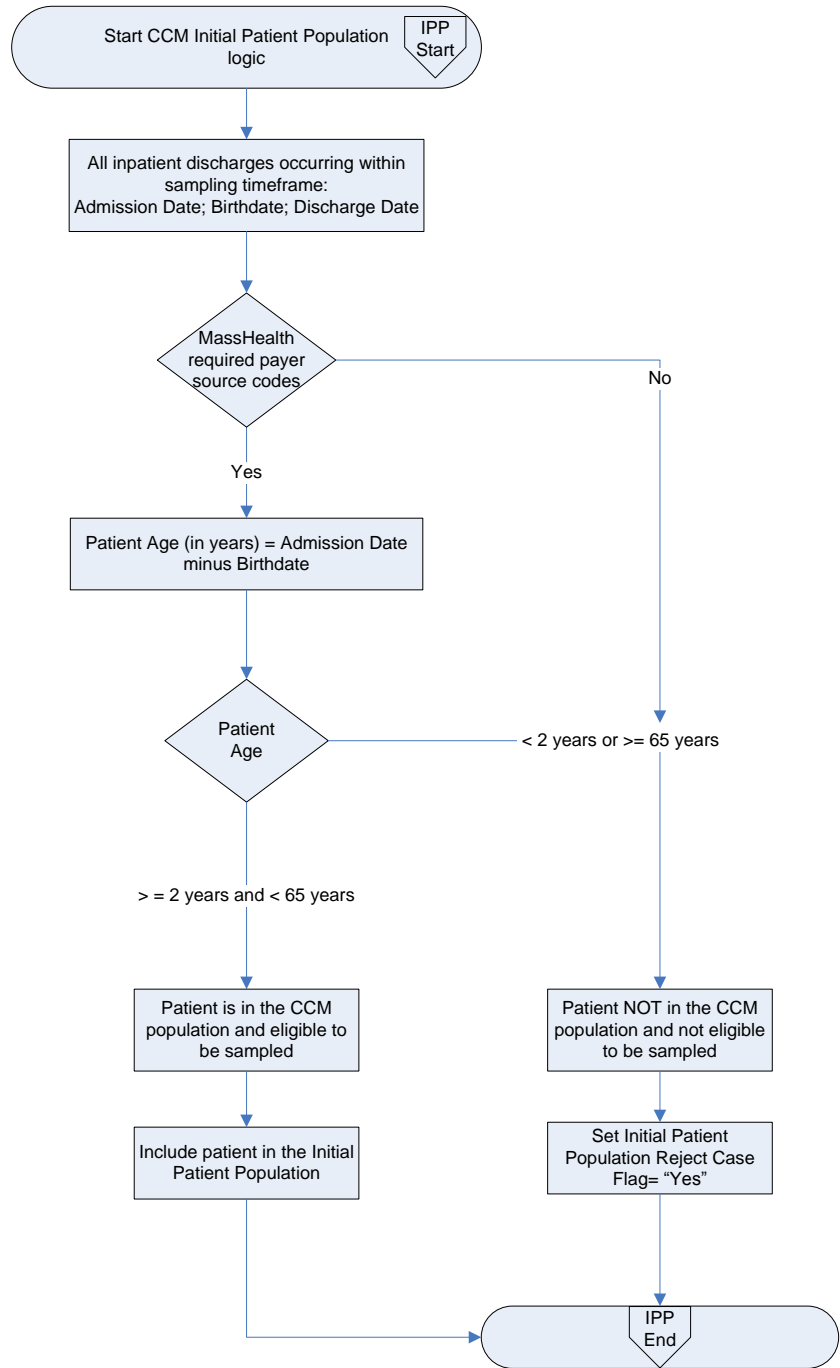 Start CCM Initial Patient Population
logic
IPP
Start
All inpatient discharges occurring within
sampling timeframe:
Admission Date; Birthdate; Discharge Date
MassHealth
required payer
source codes
No
Yes
Patient Age (in years) = Admission Date
minus Birthdate
Patient
Age
< 2 years or >= 65 years
> = 2 years and < 65 years
Patient is in the CCM
population and eligible to
be sampled
Patient NOT in the CCM
population and not eligible
to be sampled
Include patient in the Initial
Patient Population
Set Initial Patient
Population Reject Case
Flag= “Yes”
IPP
End